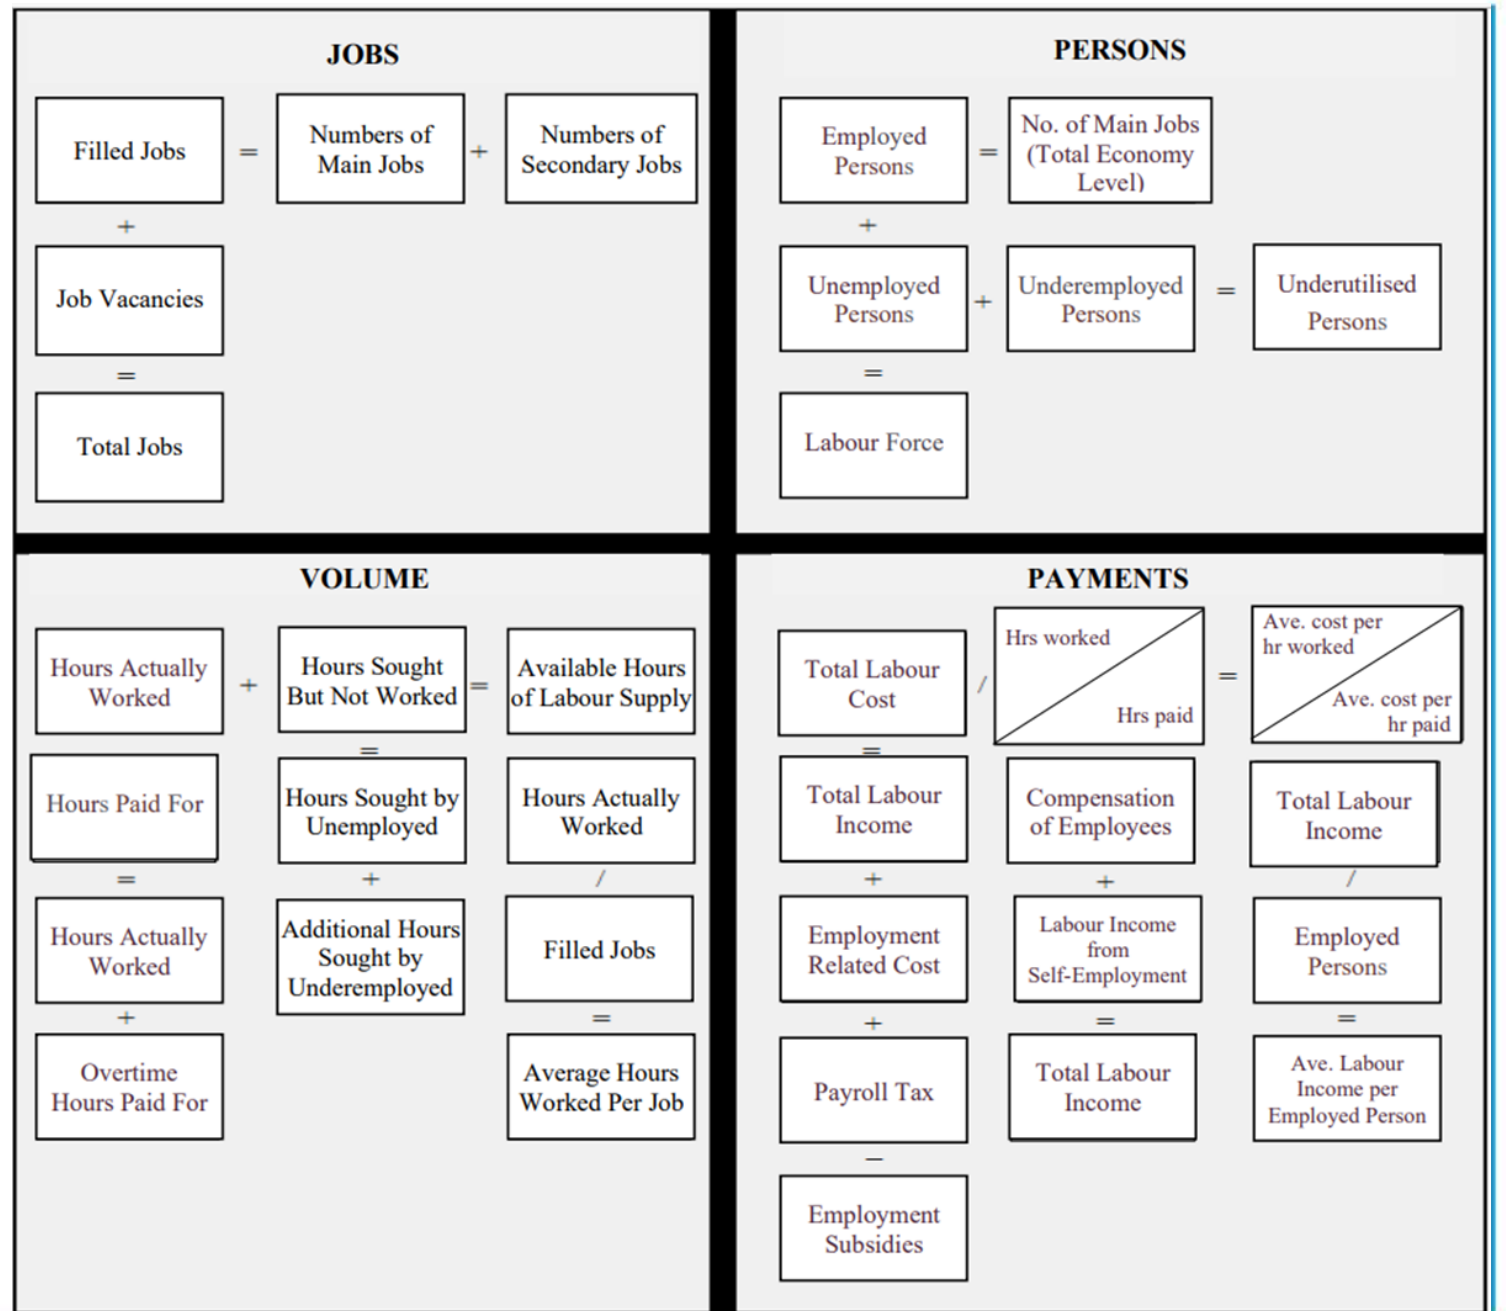 JOBS
Filled Jobs
=
Numbers of
Main Jobs
+
Numbers of
Secondary Jobs
+
Job Vacancies
=
Total Jobs
PERSONS
Employed
Persons
=
No. of Main Jobs
(Total Economy
Level)
+
Unemployed
Persons
+
Underemployed
Persons
=
Underutilised
Persons
=
Labour Force
VOLUME
Hours Actually
Worked
+
Hours Sought
But Not Worked
=
Available Hours
of Labour Supply
=
Hours Paid For
Hours Sought by
Unemployed
Hours Actually
Worked
=
+
/
Hours Actually
Worked
Additional Hours
Sought by
Underemployed
Filled Jobs
+
=
Overtime
Hours Paid For
Average Hours
Worked Per Job
PAYMENTS
Total Labour
Cost
/
Hrs worked
Hrs paid
=
Ave. cost per
hr worked
Ave. cost per
hr paid
=
Total Labour
Income
Compensation
of Employees
Total Labour
Income
+
+
/
Employment
Related Cost
Labour Income
from
Self-Employment
Employed
Persons
+
=
=
Payroll Tax
Total Labour
Income
Ave. Labour
Income per
Employed Person
−
Employment
Subsidies